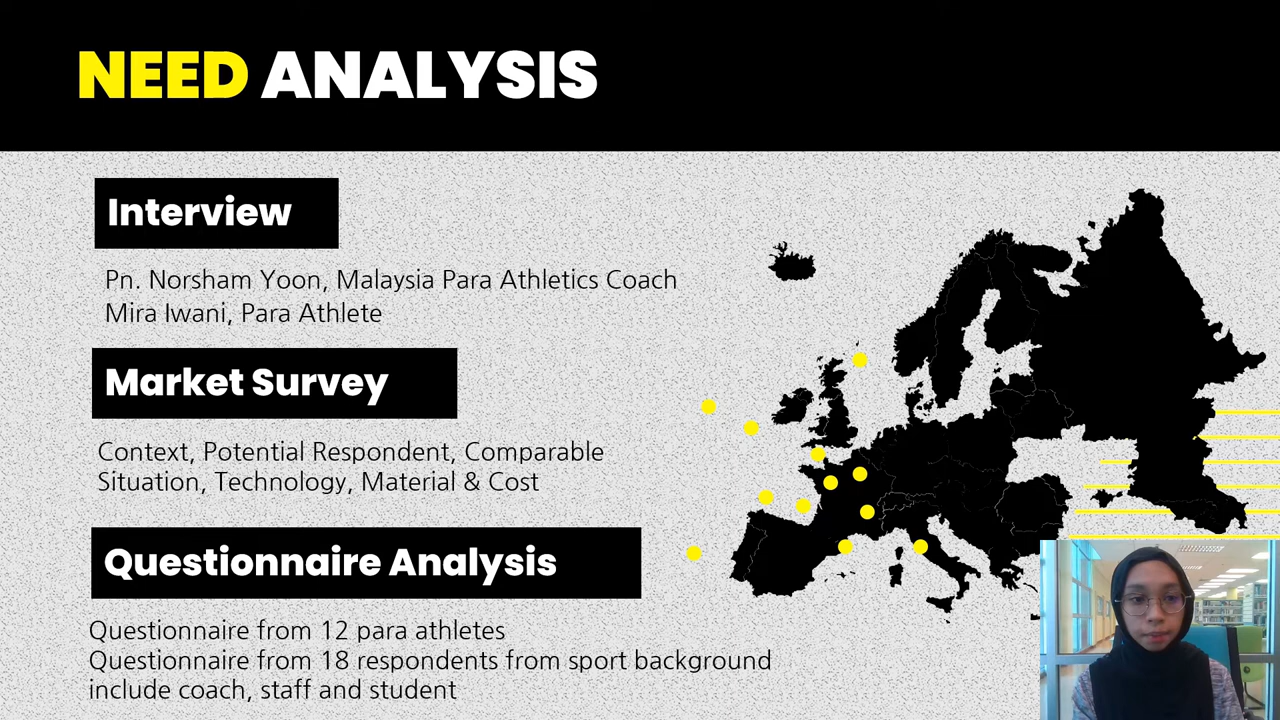 NEED ANALYSIS
Interview
Pn. Norsham Yoon, Malaysia Para Athletics Coach
Mira Iwani, Para Athlete
Market Survey
Context, Potential Respondent, Comparable
Situation, Technology, Material & Cost
Questionnaire Analysis
Questionnaire from 12 para athletes
Questionnaire from 18 respondents from sport background
include coach, staff and student